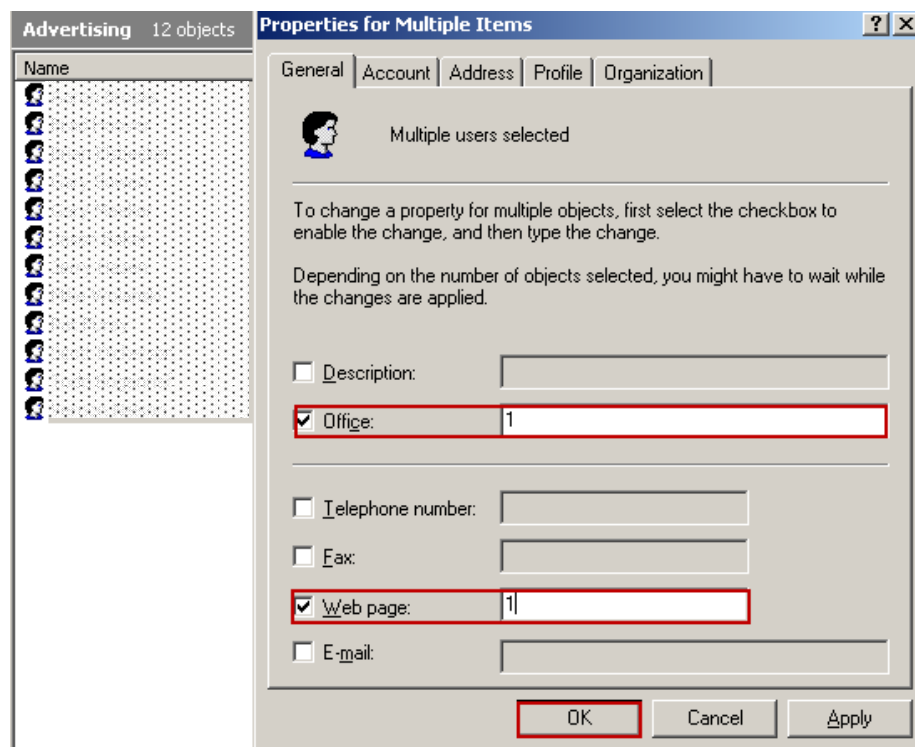 Advertising 12 objects
Name
Properties for Multiple Items
General Account Address Profile Organization
Multiple users selected
To change a property for multiple objects, first select the checkbox to
enable the change, and then type the change.
Depending on the number of objects selected, you might have to wait while
the changes are applied.
Description:
Office: 1
Telephone number:
Fax:
Web page: 1
E-mail:
OK Cancel Apply